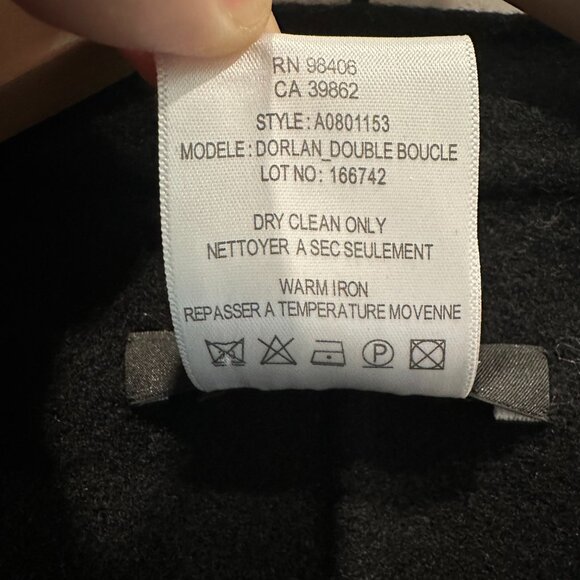 RN 98406
CA 39862
STYLE: A0801153
MODELE: DORLAN_DOUBLE BOUCLE
LOT NO: 166742
DRY CLEAN ONLY
NETTOYER A SEC SEULEMENT
WARM IRON
REPASSER A TEMPERATURE MOVENNE
P